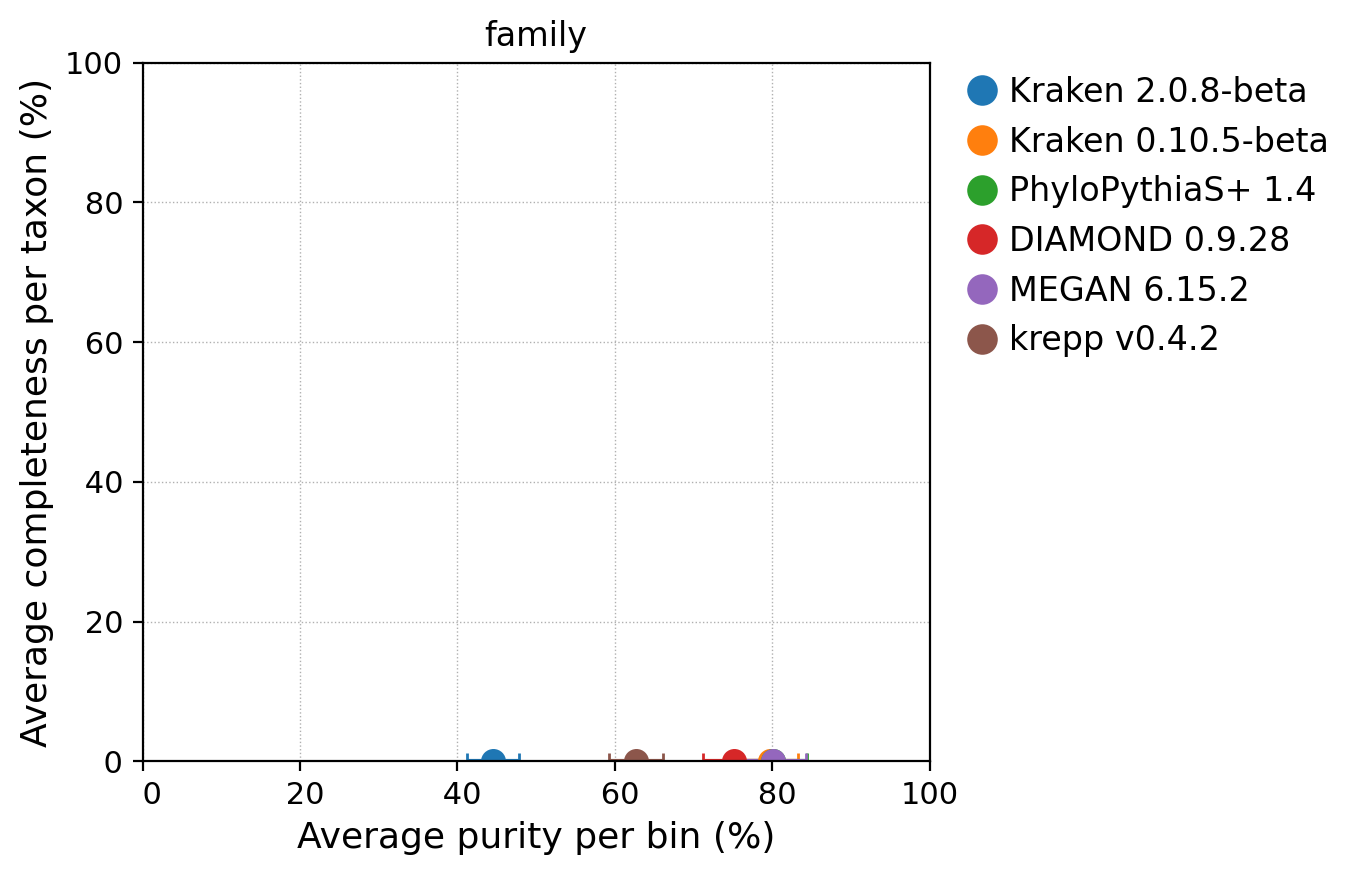 family
100
80
60
40
20
0
Average completeness per taxon (%)
0 20 40 60 80 100
Average purity per bin (%)
Kraken 2.0.8-beta
Kraken 0.10.5-beta
PhyloPythiaS+ 1.4
DIAMOND 0.9.28
MEGAN 6.15.2
krepp v0.4.2